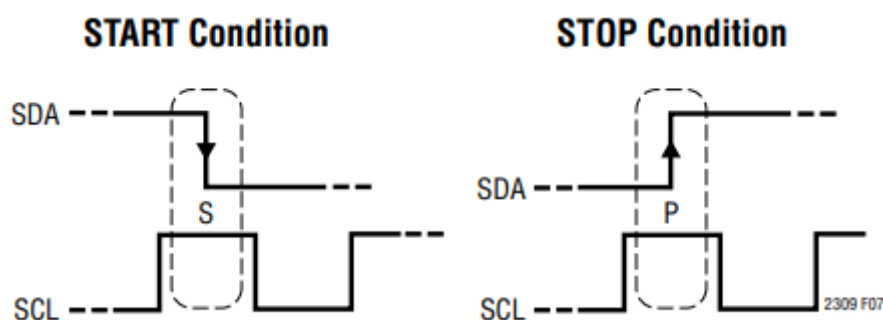 START Condition
STOP Condition
SDA
S
SCL
SDA
P
SCL
2309 F07